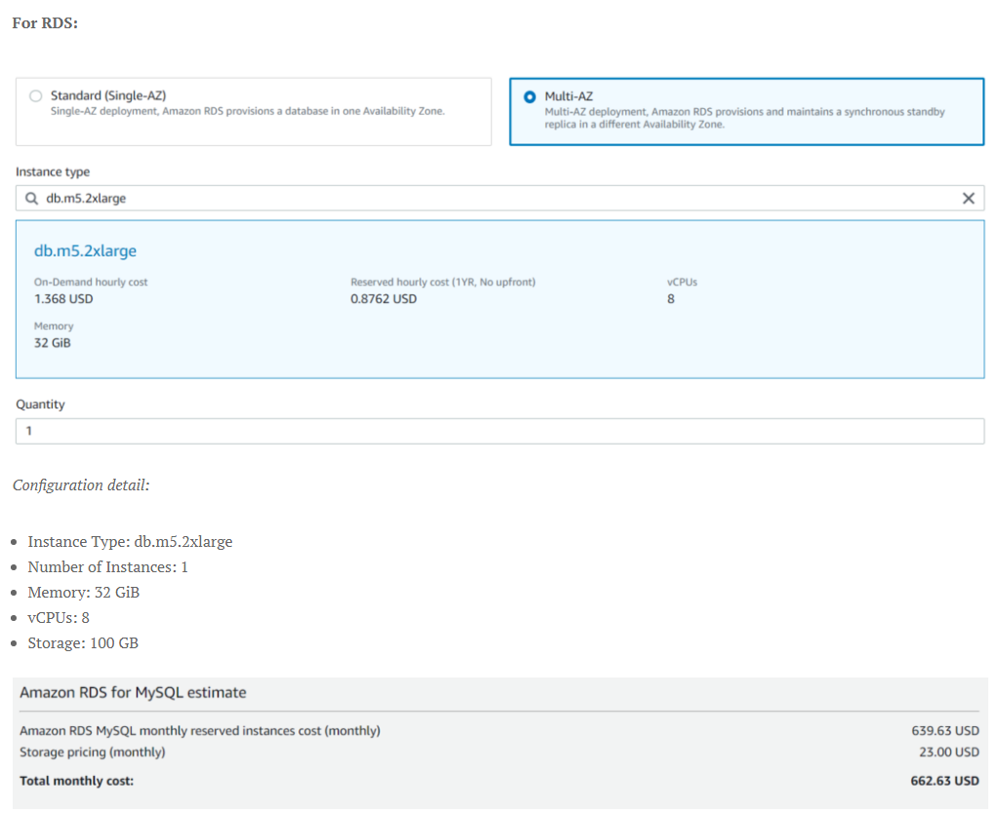 For RDS:
Standard (Single-AZ)
Single-AZ deployment, Amazon RDS provisions a database in one Availability Zone.
Multi-AZ
Multi-AZ deployment, Amazon RDS provisions and maintains a synchronous standby
replica in a different Availability Zone.
Instance type
db.m5.2xlarge
db.m5.2xlarge
On-Demand hourly cost
1.368 USD
Reserved hourly cost (1YR, No upfront)
0.8762 USD
vCPUs
8
Memory
32 GiB
Quantity
1
Configuration detail:
Instance Type: db.m5.2xlarge
Number of Instances: 1
Memory: 32 GiB
vCPUs: 8
Storage: 100 GB
Amazon RDS for MySQL estimate
Amazon RDS MySQL monthly reserved instances cost (monthly) 639.63 USD
Storage pricing (monthly) 23.00 USD
Total monthly cost: 662.63 USD